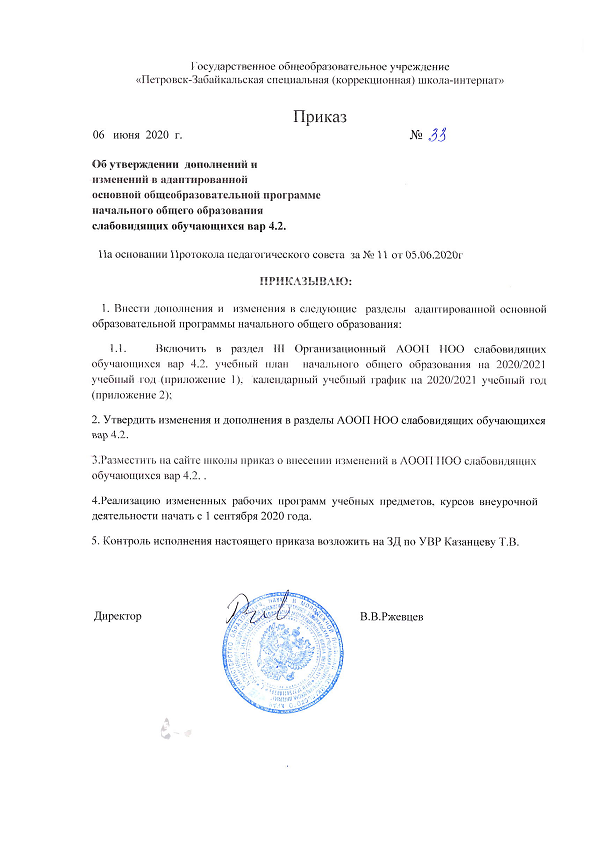 Государственное общеобразовательное учреждение
«Петровск-Забайкальская специальная (коррекционная) школа-интернат»
Приказ
06 июня 2020 г. № 33
Об утверждении дополнений и
изменений в адаптированной
основной общеобразовательной программе
начального общего образования
слабовидящих обучающихся вар 4.2.
На основании Протокола педагогического совета за № 11 от 05.06.2020г
ПРИКАЗЫВАЮ:
1. Внести дополнения и изменения в следующие разделы адаптированной основной
образовательной программы начального общего образования:
1.1. Включить в раздел III Организационный АООП НОО слабовидящих
обучающихся вар 4.2. учебный план начального общего образования на 2020/2021
учебный год (приложение 1), календарный учебный график на 2020/2021 учебный год
(приложение 2);
2. Утвердить изменения и дополнения в разделы АООП НОО слабовидящих обучающихся
вар 4.2.
3.Разместить на сайте школы приказ о внесении изменений в АООП НОО слабовидящих
обучающихся вар 4.2. .
4.Реализацию измененных рабочих программ учебных предметов, курсов внеурочной
деятельности начать с 1 сентября 2020 года.
5. Контроль исполнения настоящего приказа возложить на ЗД по УВР Казанцеву Т.В.
Директор В.В.Ржевцев